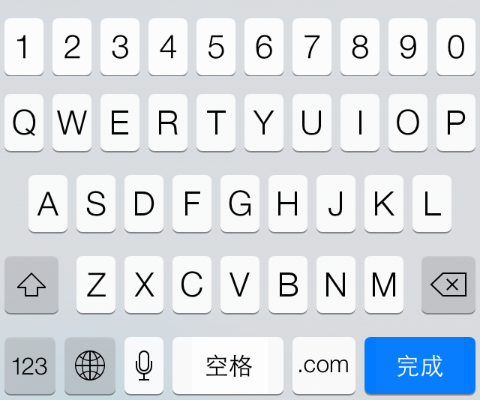 1 2 3 4 5 6 7 8 9 0
Q W E R T Y U I O P
A S D F G H J K L
Z X C V B N M
123 空格 .com 完成